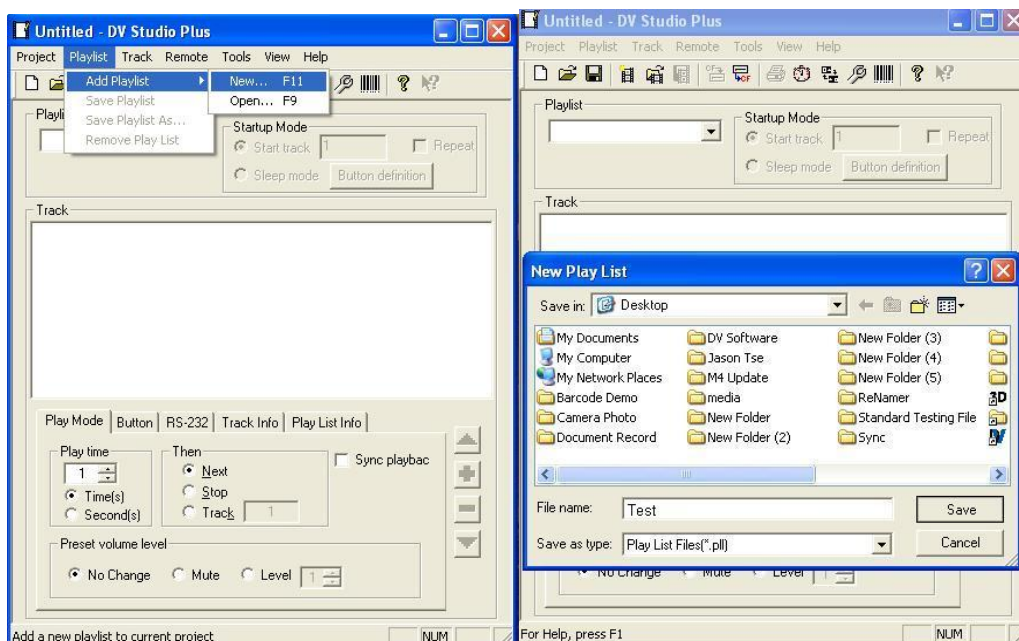 Untitled - DV Studio Plus
Project Playlist Track Remote Tools View Help
Add Playlist
New... F11
Open... F9
Save Playlist
Save Playlist As...
Remove Play List
Playli
Startup Mode
Start track 1
Repeat
Sleep mode
Button definition
Track
Play Mode Button RS-232 Track Info Play List Info
Play time
1
Time(s)
Second(s)
Then
Next
Stop
Track 1
Sync playbac
Preset volume level
No Change Mute Level 1
Add a new playlist to current project
NUM
Untitled - DV Studio Plus
Project Playlist Track Remote Tools View Help
Playlist
Startup Mode
Start track 1
Repeat
Sleep mode
Button definition
Track
New Play List
Save in: Desktop
My Documents
My Computer
My Network Places
Barcode Demo
Camera Photo
Document Record
DV Software
Jason Tse
M4 Update
media
New Folder
New Folder (2)
New Folder (3)
New Folder (4)
New Folder (5)
ReNamer
Standard Testing File
Sync
3D
File name: Test
Save
Save as type: Play List Files(*.pll)
Cancel
No Change Mute Level 1
For Help, press F1
NUM